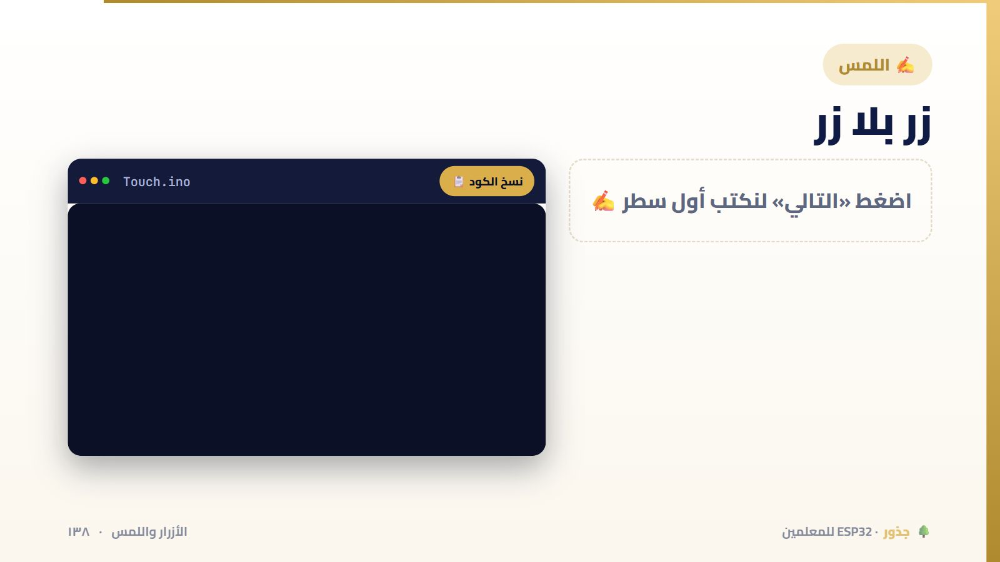 ✍️ اللمس
زر بلا زر
اضغط «التالي» لنكتب أول سطر ✍️
Touch.ino
نسخ الكود 📋
🌳 جذور · ESP32 للمعلمين
الأزرار واللمس · ١٣٨